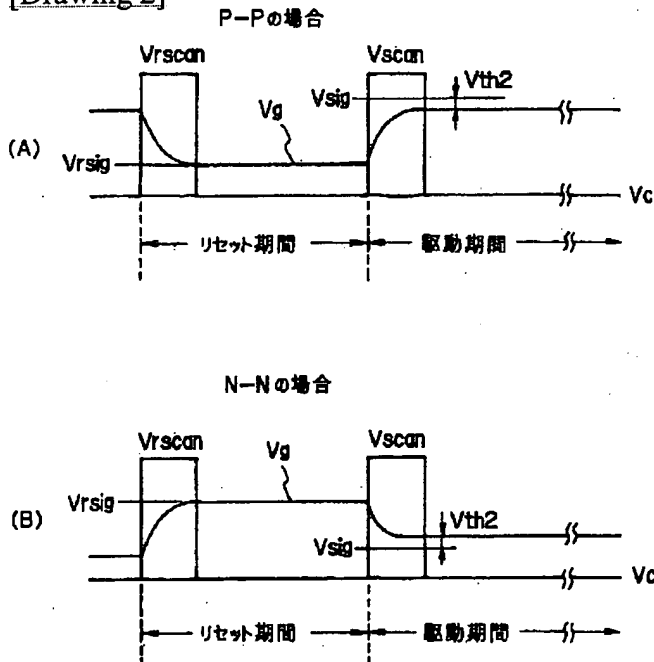 [Drawing 2]
P-Pの場合
Vrscan
Vscan
Vsig
Vth2
Vg
(A)
Vrsig
Vc
リセット期間
駆動期間
N-Nの場合
Vrscan
Vscan
Vg
Vrsig
(B)
Vth2
Vsig
Vc
リセット期間
駆動期間